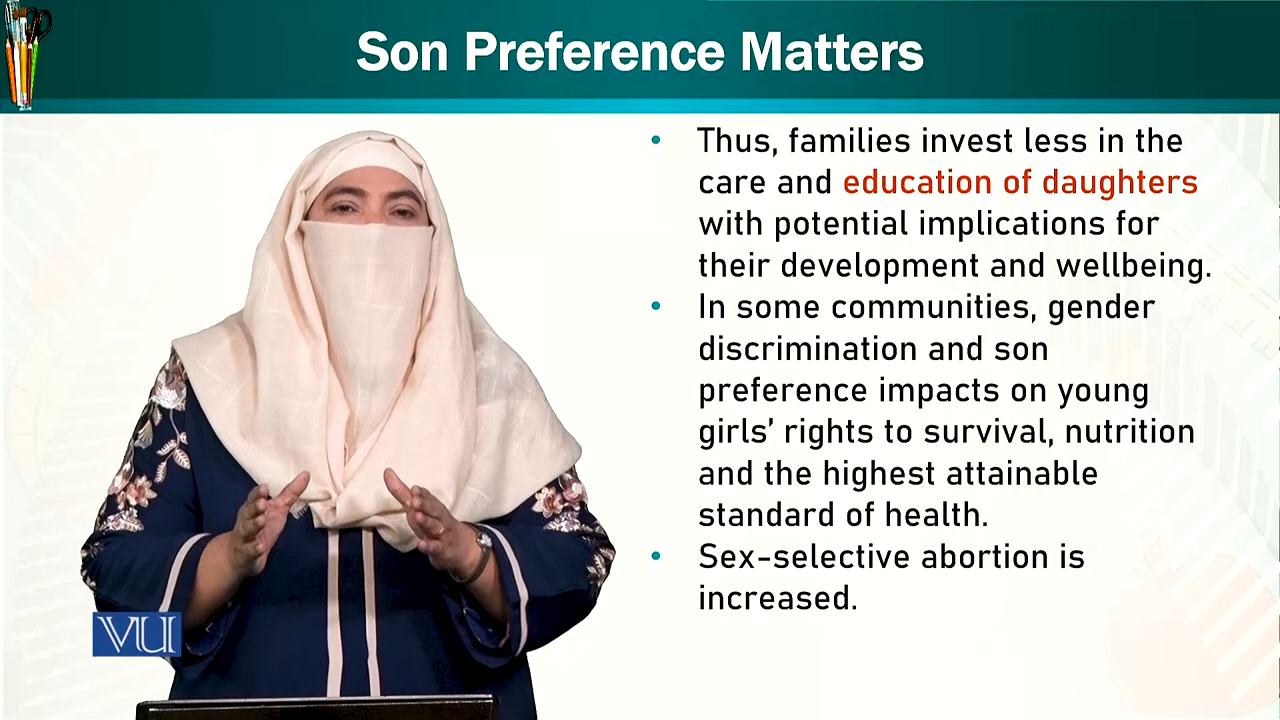 Son Preference Matters
• Thus, families invest less in the
care and education of daughters
with potential implications for
their development and wellbeing.
• In some communities, gender
discrimination and son
preference impacts on young
girls’ rights to survival, nutrition
and the highest attainable
standard of health.
• Sex-selective abortion is
increased.
VU